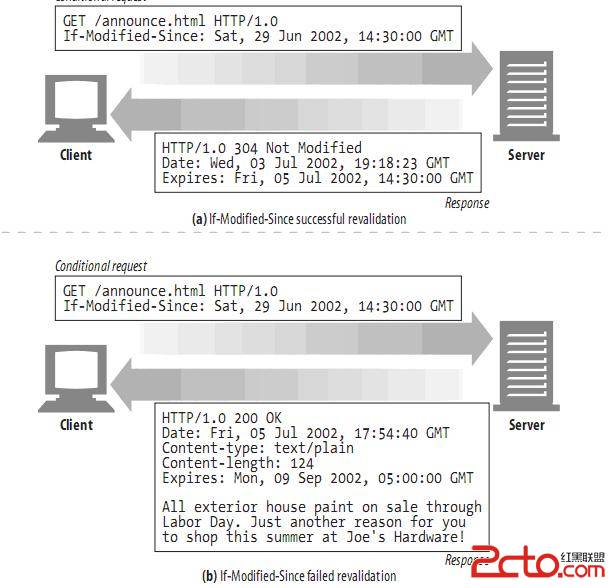 Conditional request
GET /announce.html HTTP/1.0
If-Modified-Since: Sat, 29 Jun 2002, 14:30:00 GMT
Client
Server
HTTP/1.0 304 Not Modified
Date: Wed, 03 Jul 2002, 19:18:23 GMT
Expires: Fri, 05 Jul 2002, 14:30:00 GMT
Response
(a) If-Modified-Since successful revalidation
Conditional request
GET /announce.html HTTP/1.0
If-Modified-Since: Sat, 29 Jun 2002, 14:30:00 GMT
Client
Server
HTTP/1.0 200 OK
Date: Fri, 05 Jul 2002, 17:54:40 GMT
Content-type: text/plain
Content-length: 124
Expires: Mon, 09 Sep 2002, 05:00:00 GMT
All exterior house paint on sale through
Labor Day. Just another reason for you
to shop this summer at Joe's Hardware!
Response
(b) If-Modified-Since failed revalidation
2cto.com
红黑联盟